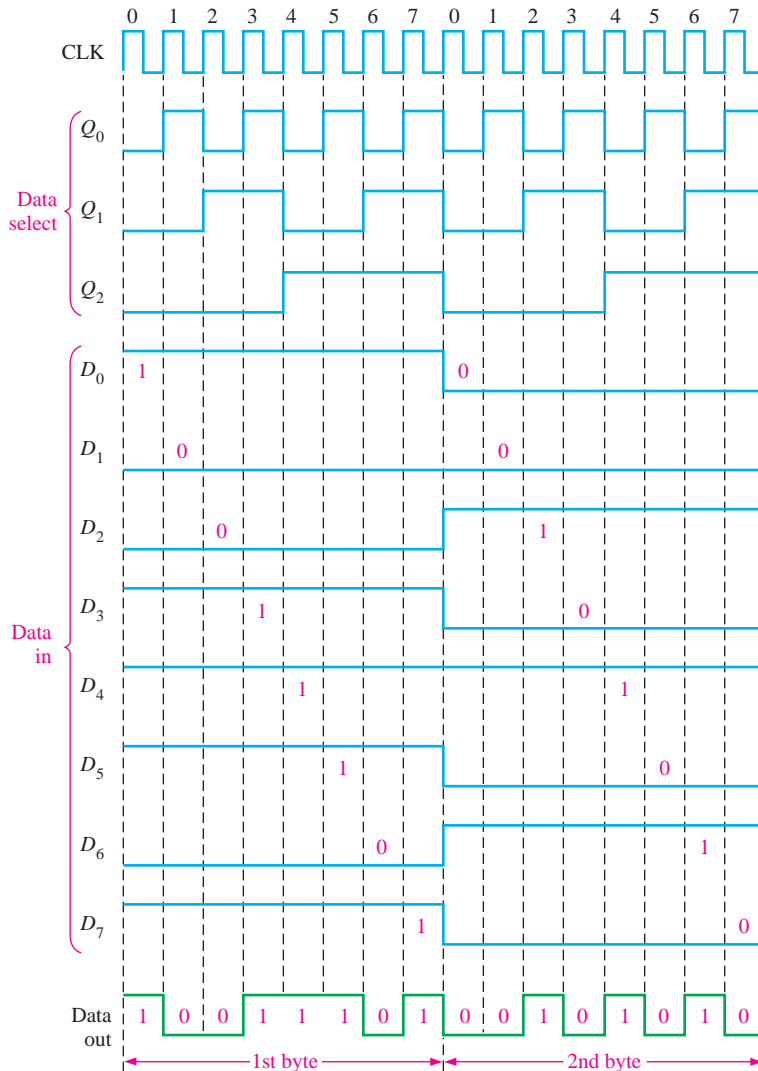 0 1 2 3 4 5 6 7 0 1 2 3 4 5 6 7
CLK
Q0
Data
select
Q1
Q2
D0
1 0
D1
0 0
D2
0 1
D3
1 0
Data
in
D4
1 1
D5
1 0
D6
0 1
D7
1 0
Data
out
1 0 0 1 1 1 0 1 0 0 1 0 1 0 1 0
1st byte 2nd byte